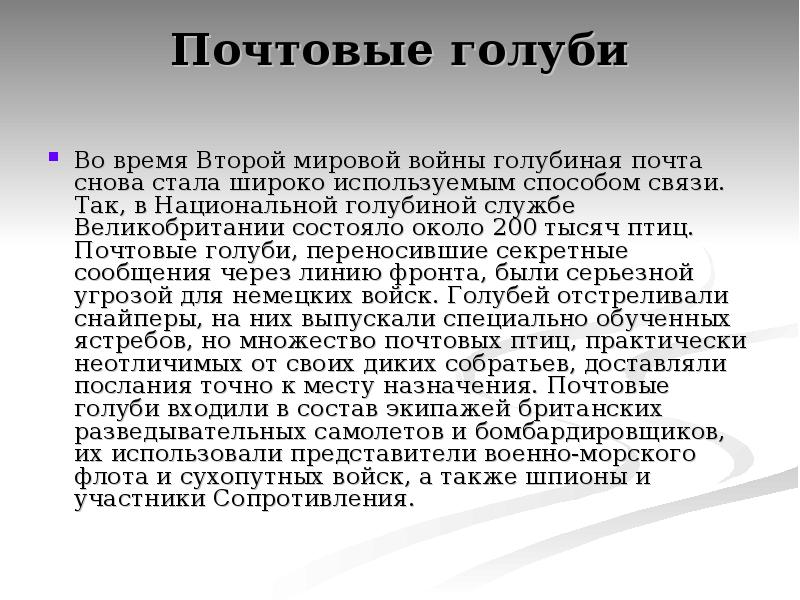 Почтовые голуби
Во время Второй мировой войны голубиная почта
снова стала широко используемым способом связи.
Так, в Национальной голубиной службе
Великобритании состояло около 200 тысяч птиц.
Почтовые голуби, переносившие секретные
сообщения через линию фронта, были серьезной
угрозой для немецких войск. Голубей отстреливали
снайперы, на них выпускали специально обученных
ястребов, но множество почтовых птиц, практически
неотличимых от своих диких собратьев, доставляли
послания точно к месту назначения. Почтовые
голуби входили в состав экипажей британских
разведывательных самолетов и бомбардировщиков,
их использовали представители военно-морского
флота и сухопутных войск, а также шпионы и
участники Сопротивления.